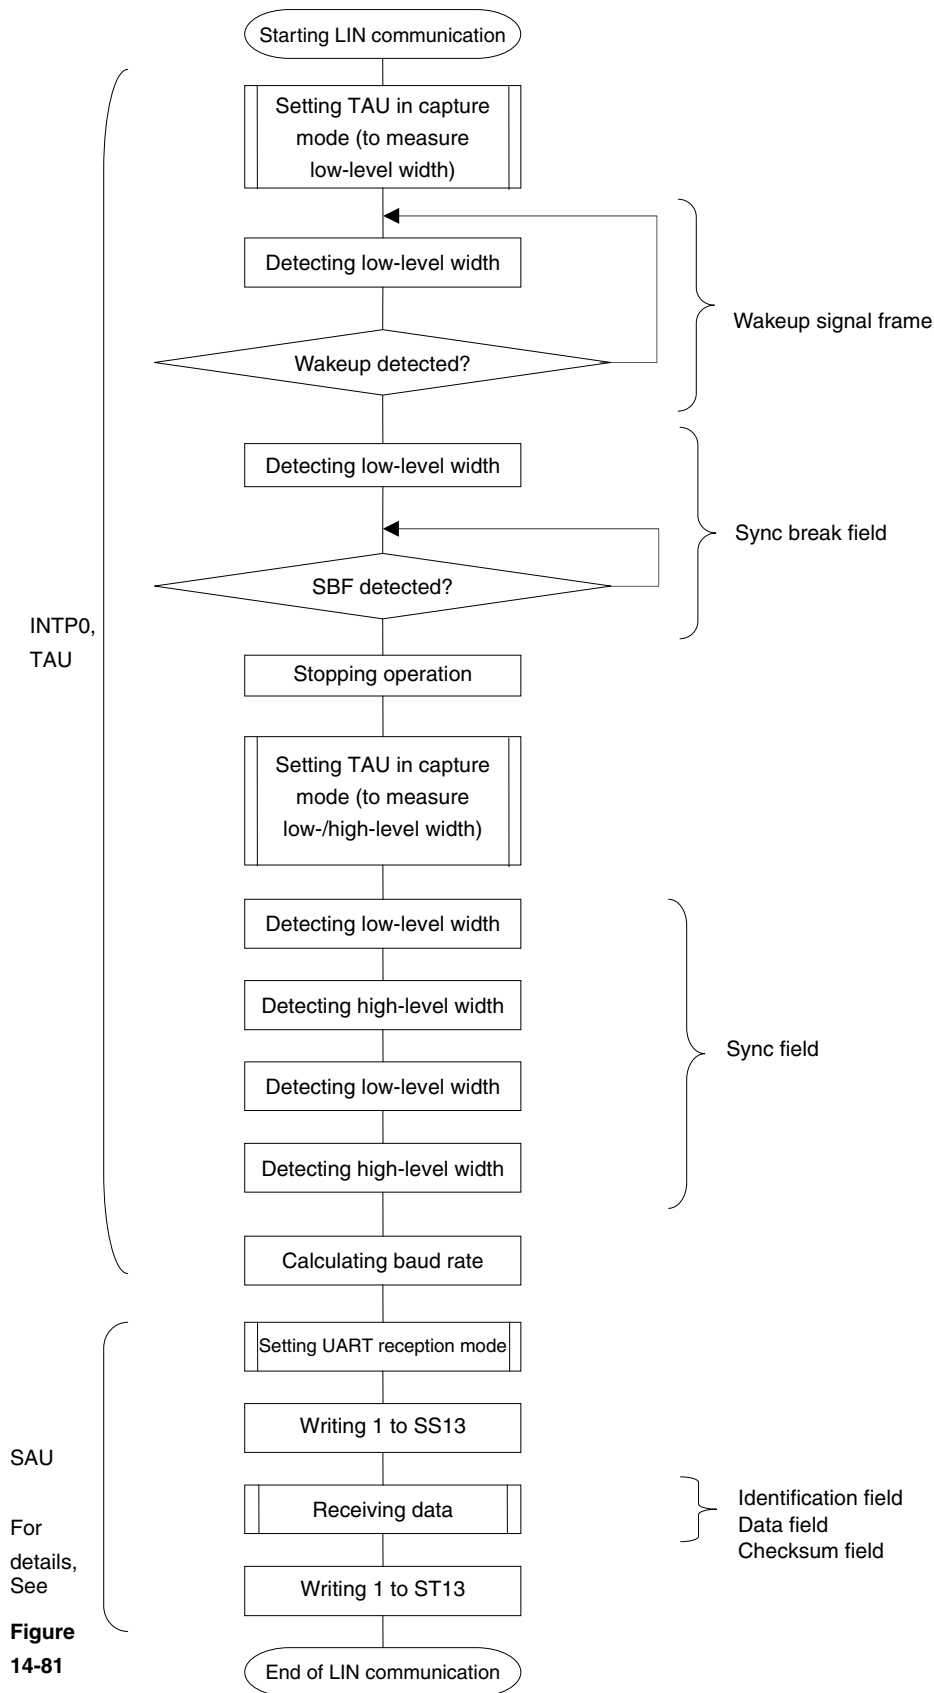 Starting LIN communication
Setting TAU in capture
mode (to measure
low-level width)
Detecting low-level width
Wakeup detected?
Wakeup signal frame
Detecting low-level width
SBF detected?
Sync break field
INTP0,
TAU
Stopping operation
Setting TAU in capture
mode (to measure
low-/high-level width)
Detecting low-level width
Detecting high-level width
Detecting low-level width
Detecting high-level width
Sync field
Calculating baud rate
Setting UART reception mode
Writing 1 to SS13
Receiving data
Writing 1 to ST13
Identification field
Data field
Checksum field
SAU
For
details,
See
Figure
14-81
End of LIN communication